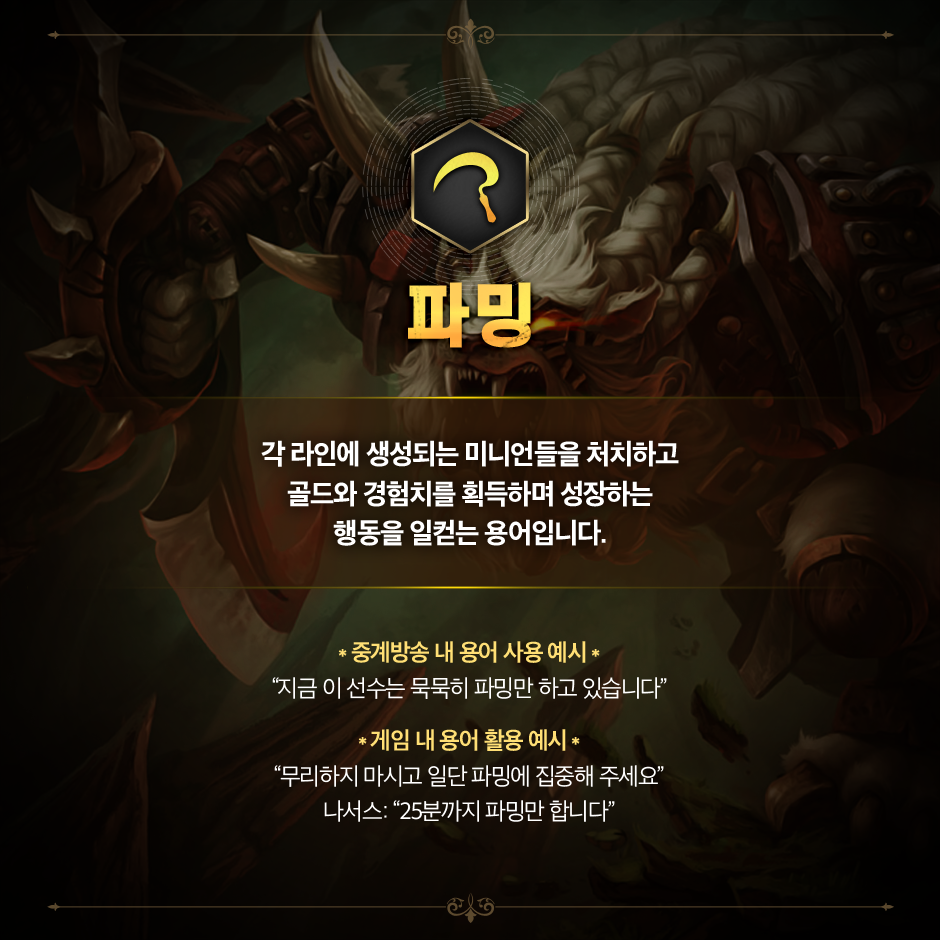 파밍
각 라인에 생성되는 미니언들을 처치하고
골드와 경험치를 획득하며 성장하는
행동을 일컫는 용어입니다.
* 중계방송 내 용어 사용 예시 *
“지금 이 선수는 묵묵히 파밍만 하고 있습니다”
* 게임 내 용어 활용 예시 *
“무리하지 마시고 일단 파밍에 집중해 주세요”
나서스: “25분까지 파밍만 합니다”